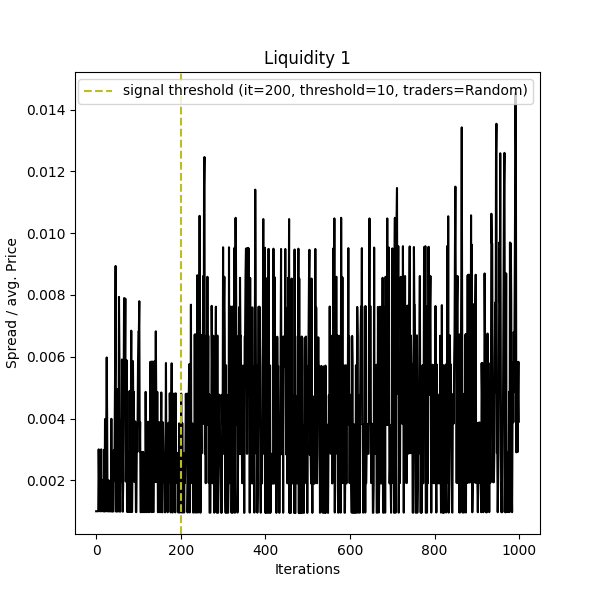 Liquidity 1
signal threshold (it=200, threshold=10, traders=Random)
0.014
0.012
0.010
0.008
0.006
0.004
0.002
Spread / avg. Price
0 200 400 600 800 1000
Iterations